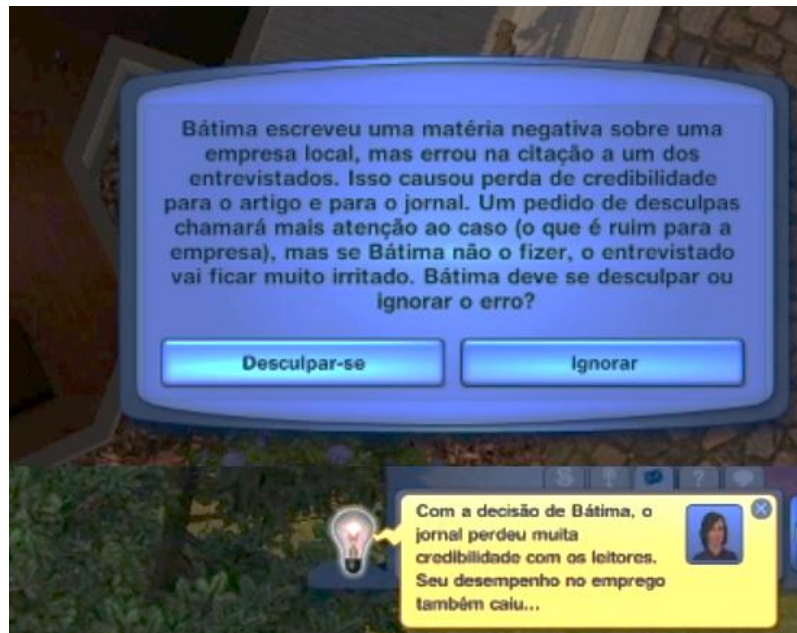 Bátima escreveu uma matéria negativa sobre uma
empresa local, mas errou na citação a um dos
entrevistados. Isso causou perda de credibilidade
para o artigo e para o jornal. Um pedido de desculpas
chamará mais atenção ao caso (o que é ruim para a
empresa), mas se Bátima não o fizer, o entrevistado
vai ficar muito irritado. Bátima deve se desculpar ou
ignorar o erro?
Desculpar-se
Ignorar
?
Com a decisão de Bátima, o
jornal perdeu muita
credibilidade com os leitores.
Seu desempenho no emprego
também caiu...